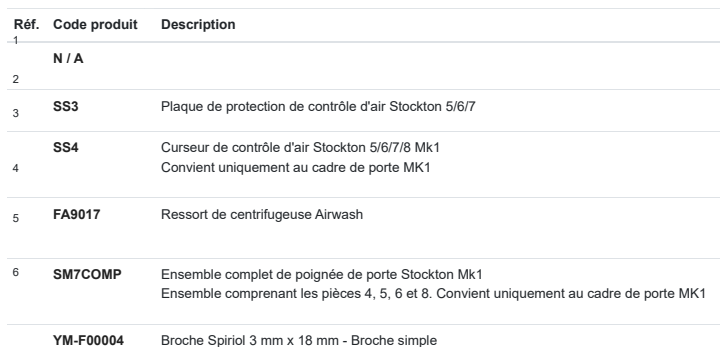 Réf. Code produit Description
1
N / A
2
SS3 Plaque de protection de contrôle d'air Stockton 5/6/7
3
SS4 Curseur de contrôle d'air Stockton 5/6/7/8 Mk1
Convient uniquement au cadre de porte MK1
4
5 FA9017 Ressort de centrifugeuse Airwash
6 SM7COMP Ensemble complet de poignée de porte Stockton Mk1
Ensemble comprenant les pièces 4, 5, 6 et 8. Convient uniquement au cadre de porte MK1
YM-F00004 Broche Spiriol 3 mm x 18 mm - Broche simple